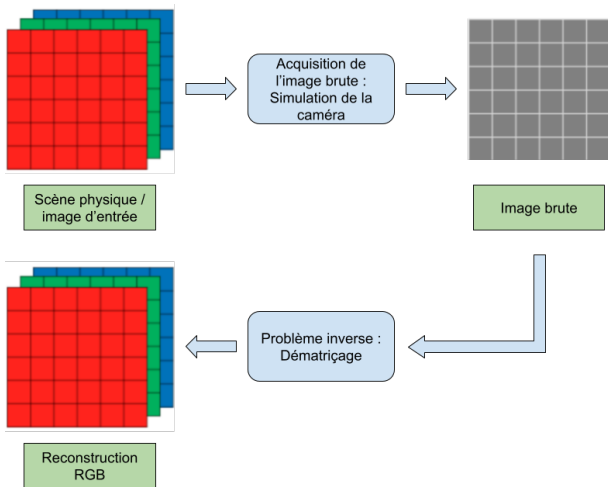 Acquisition de
l'image brute :
Simulation de la
caméra
Scène physique /
image d'entrée
Image brute
Problème inverse :
Dématriçage
Reconstruction
RGB